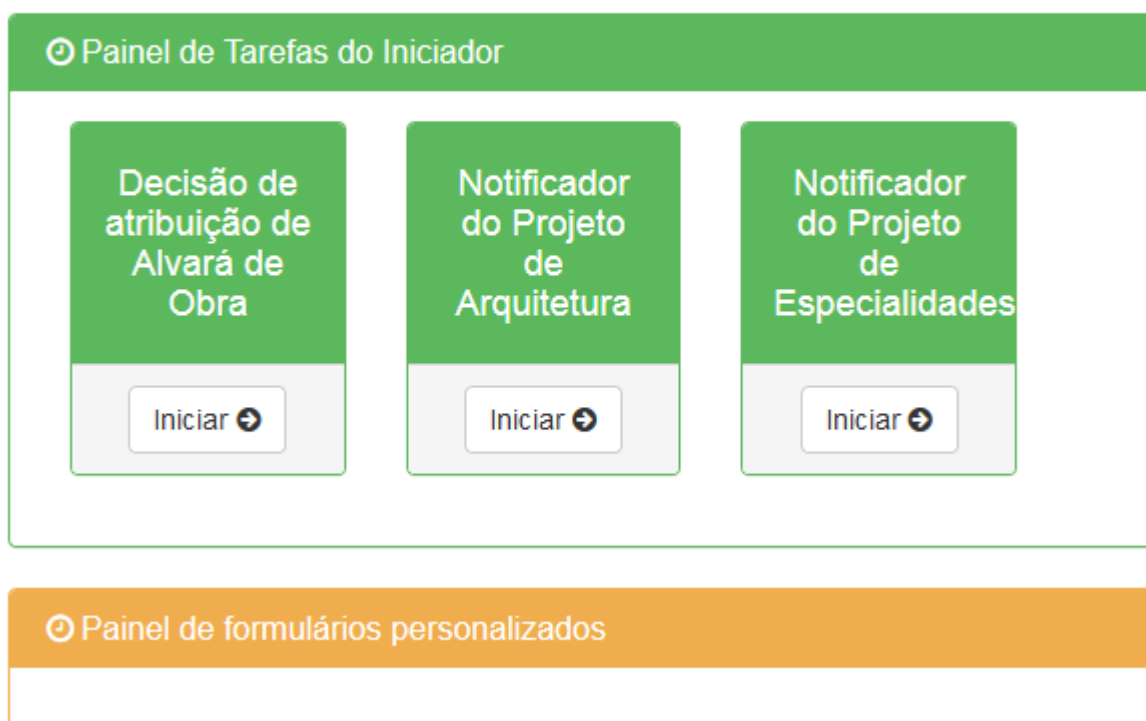 Painel de Tarefas do Iniciador
Decisão de
atribuição de
Alvará de
Obra
Iniciar
Notificador
do Projeto
de
Arquitetura
Iniciar
Notificador
do Projeto
de
Especialidades
Iniciar
Painel de formulários personalizados